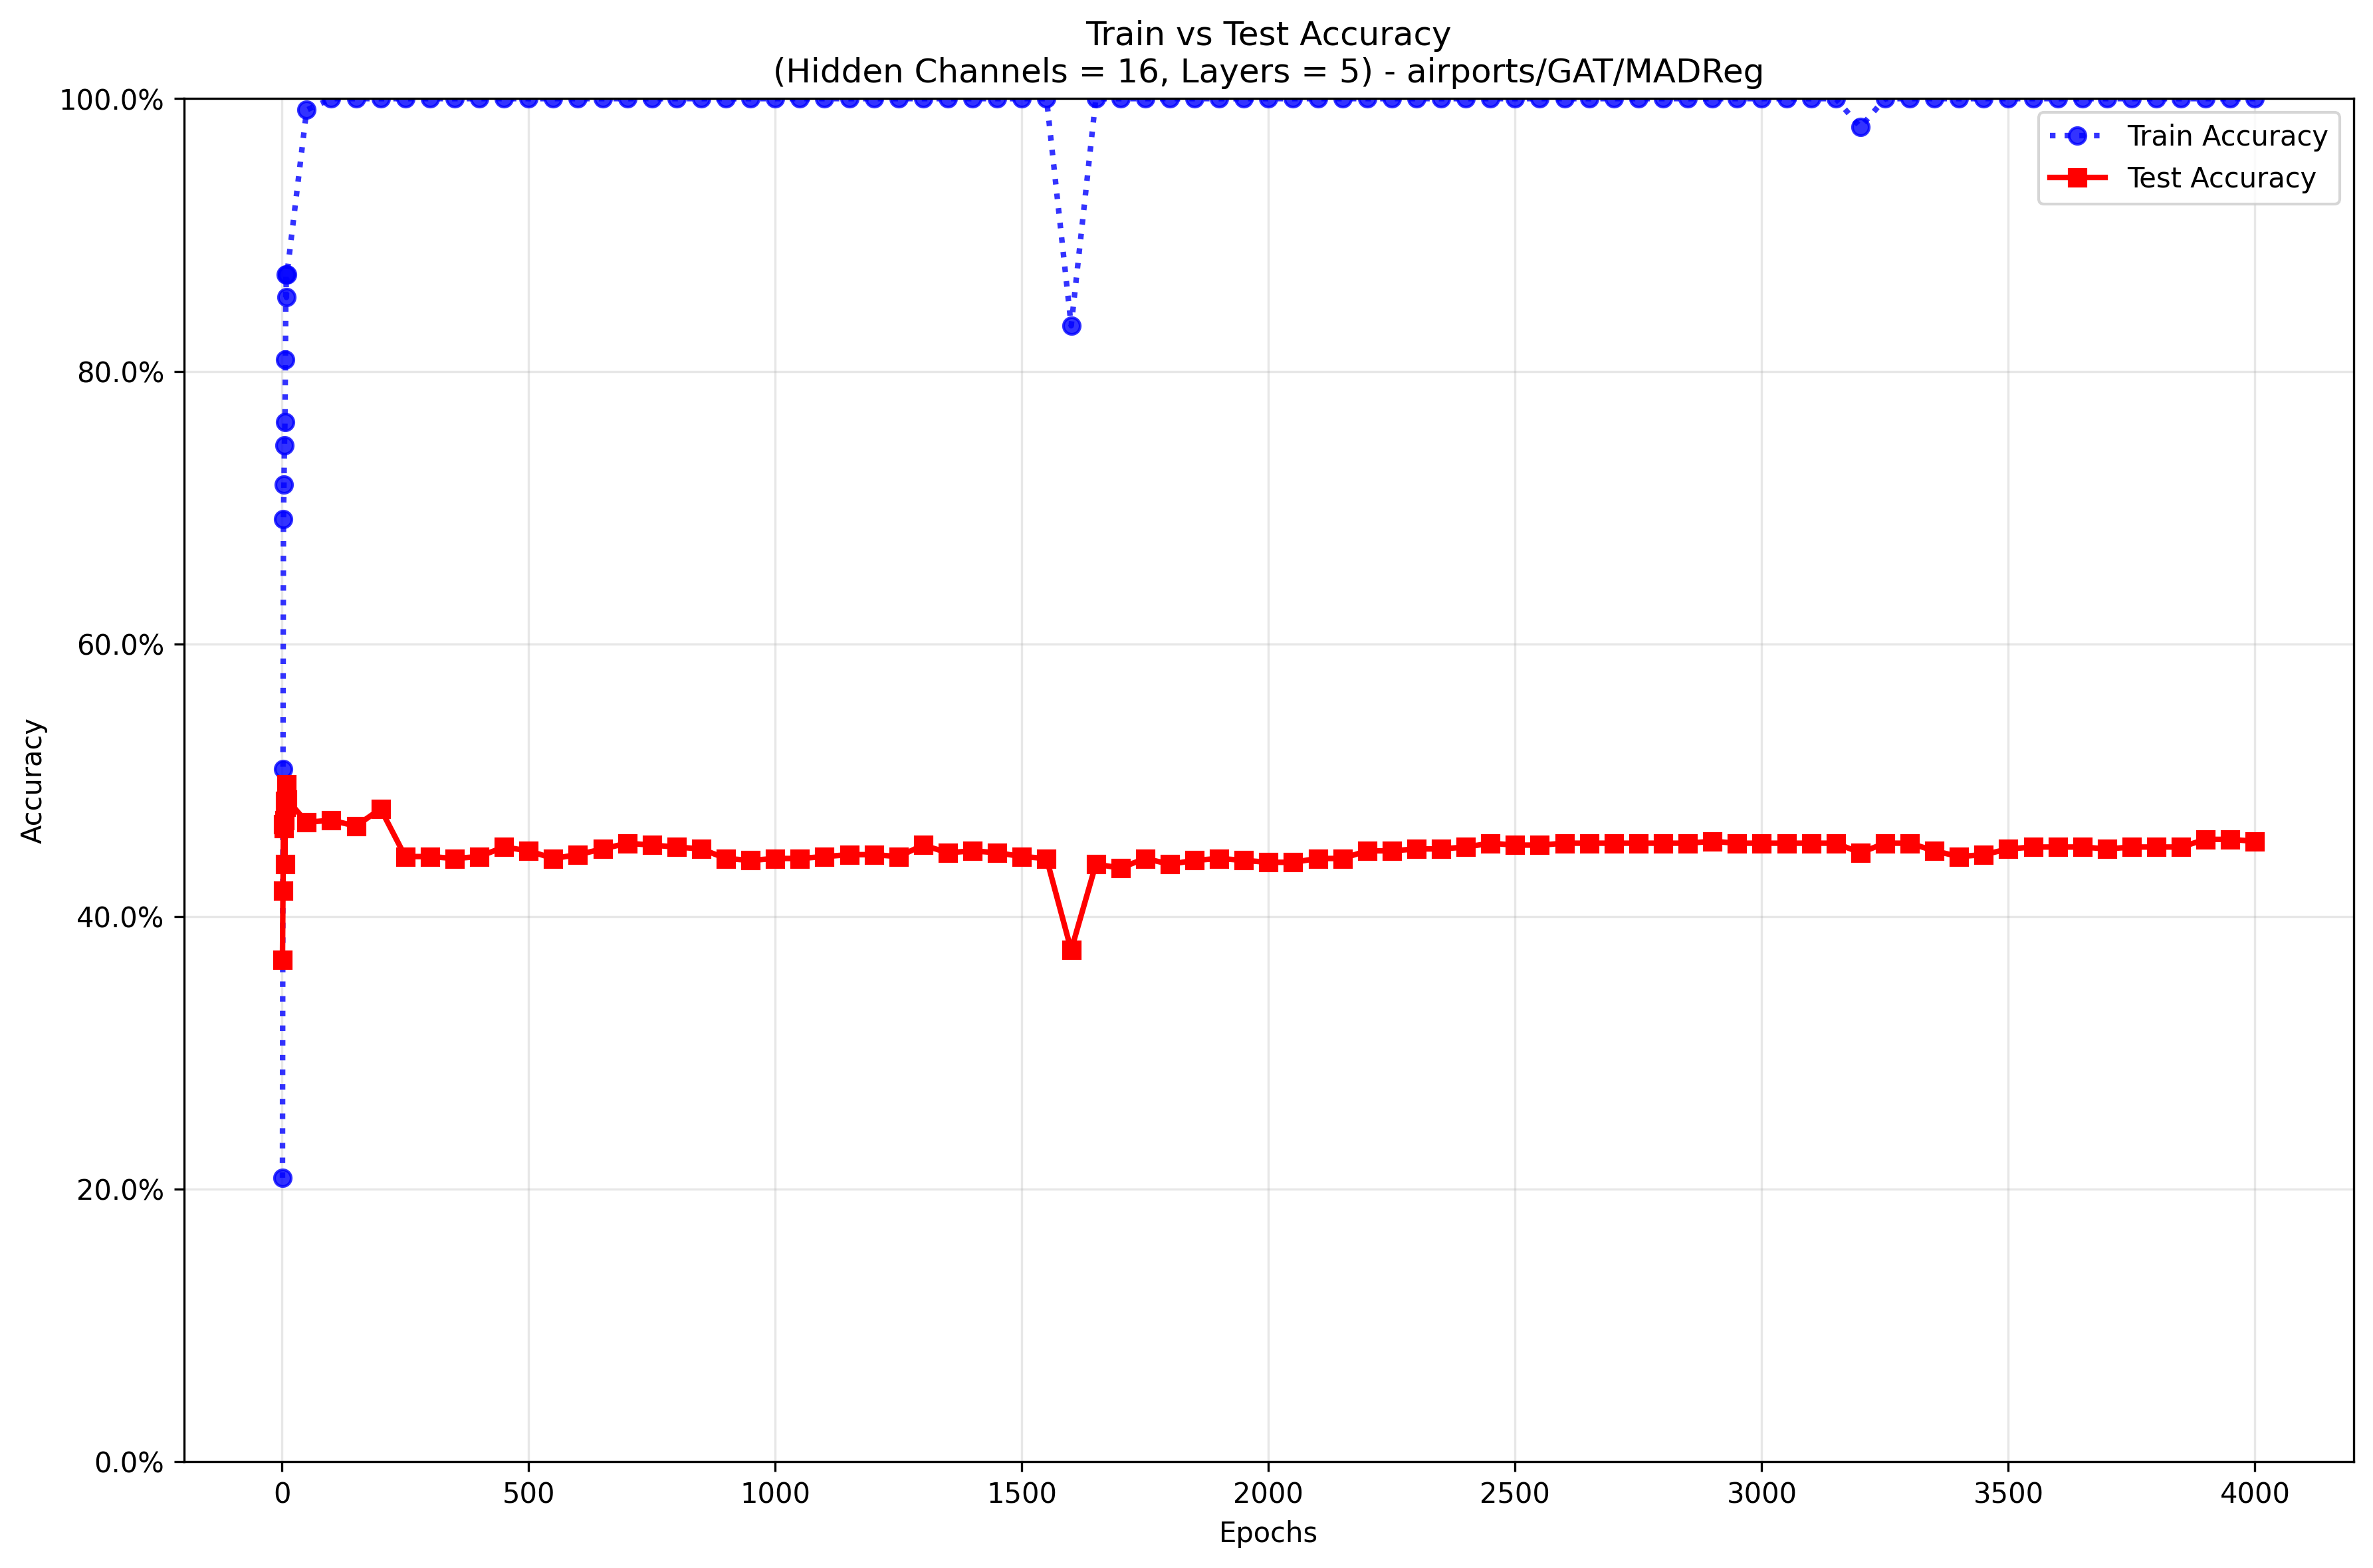 Train vs Test Accuracy
(Hidden Channels = 16, Layers = 5) - airports/GAT/MADReg
100.0%
80.0%
60.0%
40.0%
20.0%
0.0%
Accuracy
Train Accuracy
Test Accuracy
0 500 1000 1500 2000 2500 3000 3500 4000
Epochs